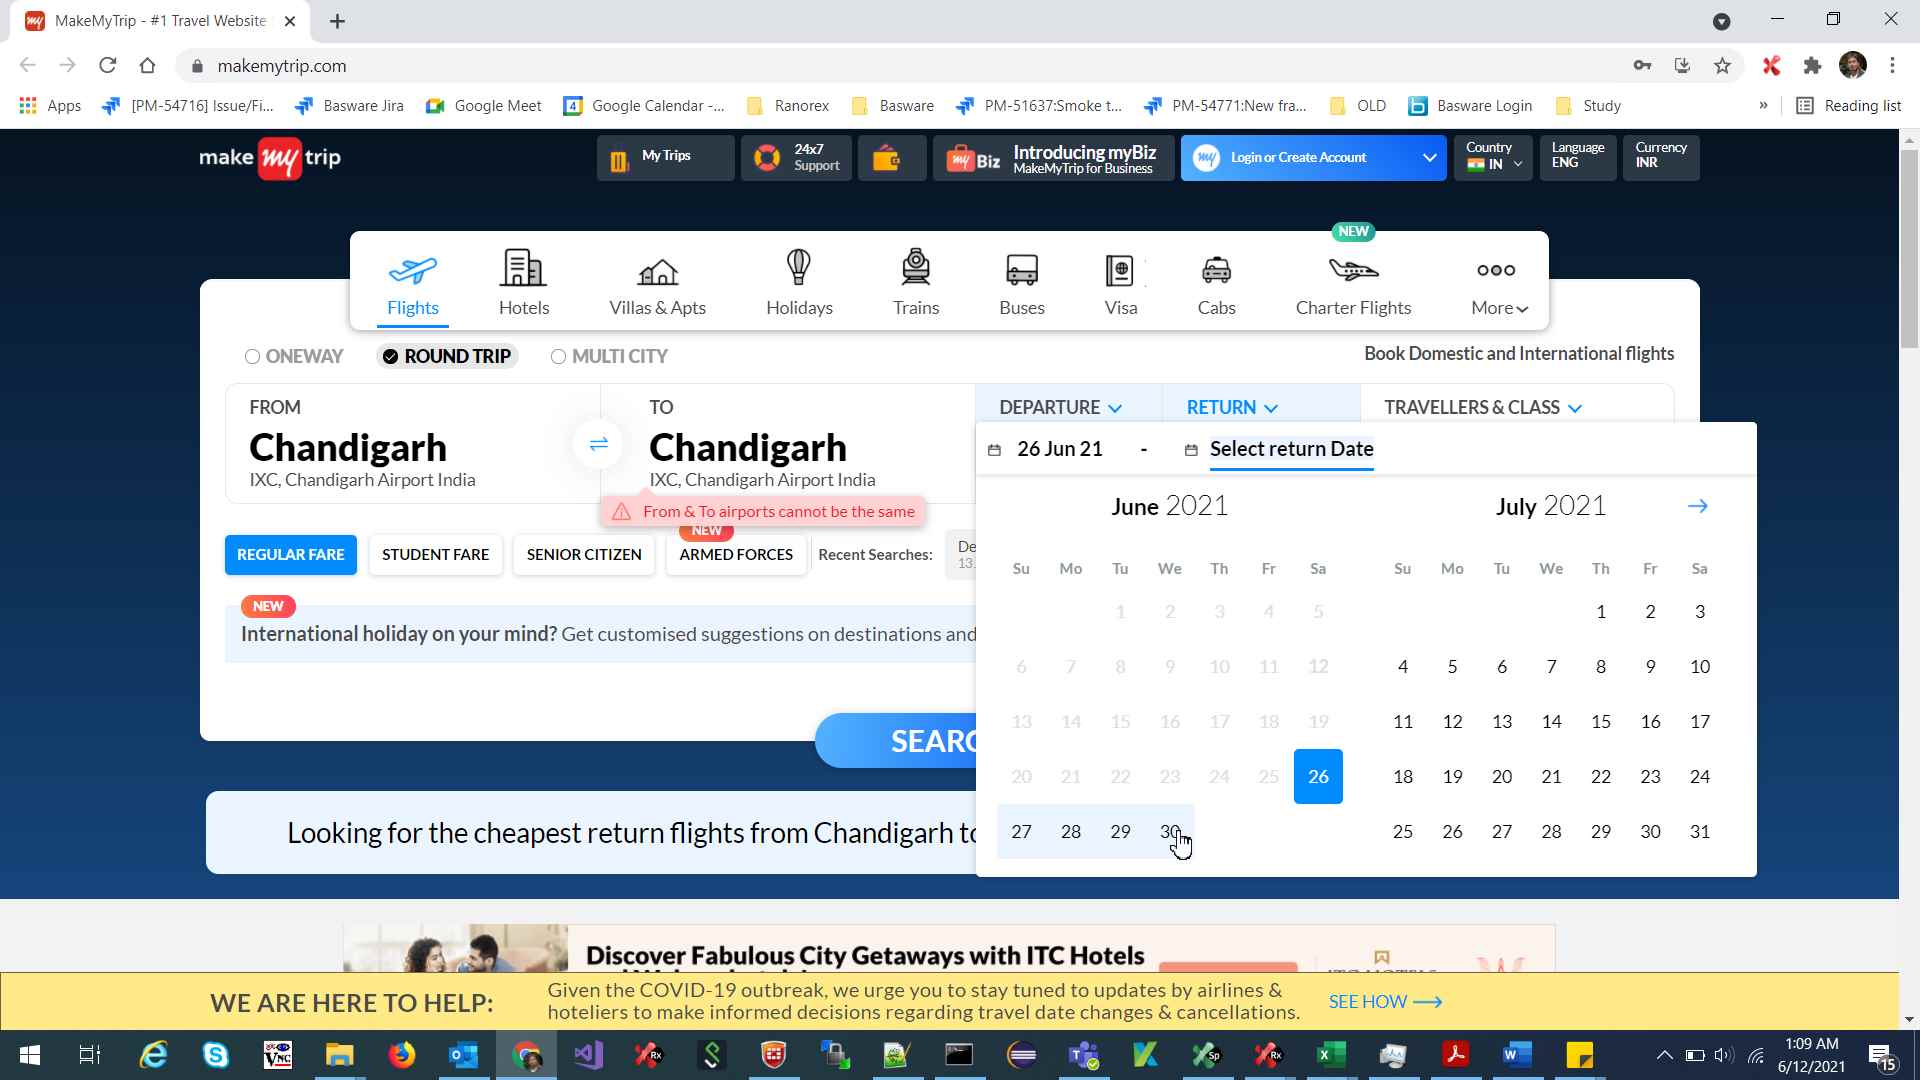 MakeMyTrip - #1 Travel Website
makemytrip.com
Apps
[PM-54716] Issue/Fi...
Basware Jira
Google Meet
4
Google Calendar -...
Ranorex
Basware
PM-51637:Smoke t...
PM-54771:New fra...
OLD
Basware Login
Study
»
Reading list
make my trip
My Trips
24x7
Support
my Biz
Introducing myBiz
MakeMyTrip for Business
my
Login or Create Account
Country
IN
Language
ENG
Currency
INR
NEW
Flights
Hotels
Villas & Apts
Holidays
Trains
Buses
Visa
Cabs
Charter Flights
More
ONEWAY
ROUND TRIP
MULTI CITY
Book Domestic and International flights
FROM
Chandigarh
IXC, Chandigarh Airport India
TO
Chandigarh
IXC, Chandigarh Airport India
From & To airports cannot be the same
DEPARTURE
RETURN
TRAVELLERS & CLASS
26 Jun 21
-
Select return Date
June 2021
Su Mo Tu We Th Fr Sa
1 2 3 4 5
6 7 8 9 10 11 12
13 14 15 16 17 18 19
20 21 22 23 24 25 26
27 28 29 30
July 2021
Su Mo Tu We Th Fr Sa
1 2 3
4 5 6 7 8 9 10
11 12 13 14 15 16 17
18 19 20 21 22 23 24
25 26 27 28 29 30 31
REGULAR FARE
STUDENT FARE
SENIOR CITIZEN
NEW
ARMED FORCES
Recent Searches:
De
13
NEW
International holiday on your mind? Get customised suggestions on destinations and
SEARC
Looking for the cheapest return flights from Chandigarh to
Discover Fabulous City Getaways with ITC Hotels
WE ARE HERE TO HELP:
Given the COVID-19 outbreak, we urge you to stay tuned to updates by airlines &
hoteliers to make informed decisions regarding travel date changes & cancellations.
SEE HOW
1:09 AM
6/12/2021
15